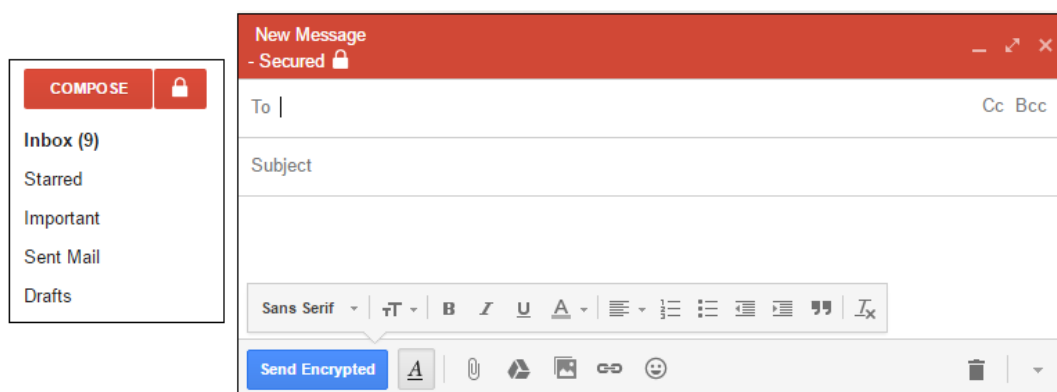 COMPOSE
Inbox (9)
Starred
Important
Sent Mail
Drafts
New Message
- Secured
To
Cc Bcc
Subject
Sans Serif
Send Encrypted